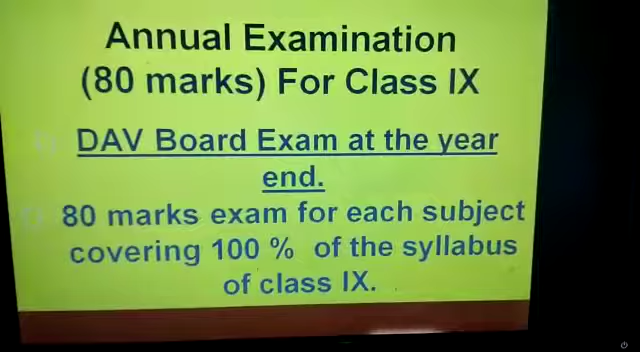 Annual Examination
(80 marks) For Class IX
DAV Board Exam at the year
end.
80 marks exam for each subject
covering 100 % of the syllabus
of class IX.